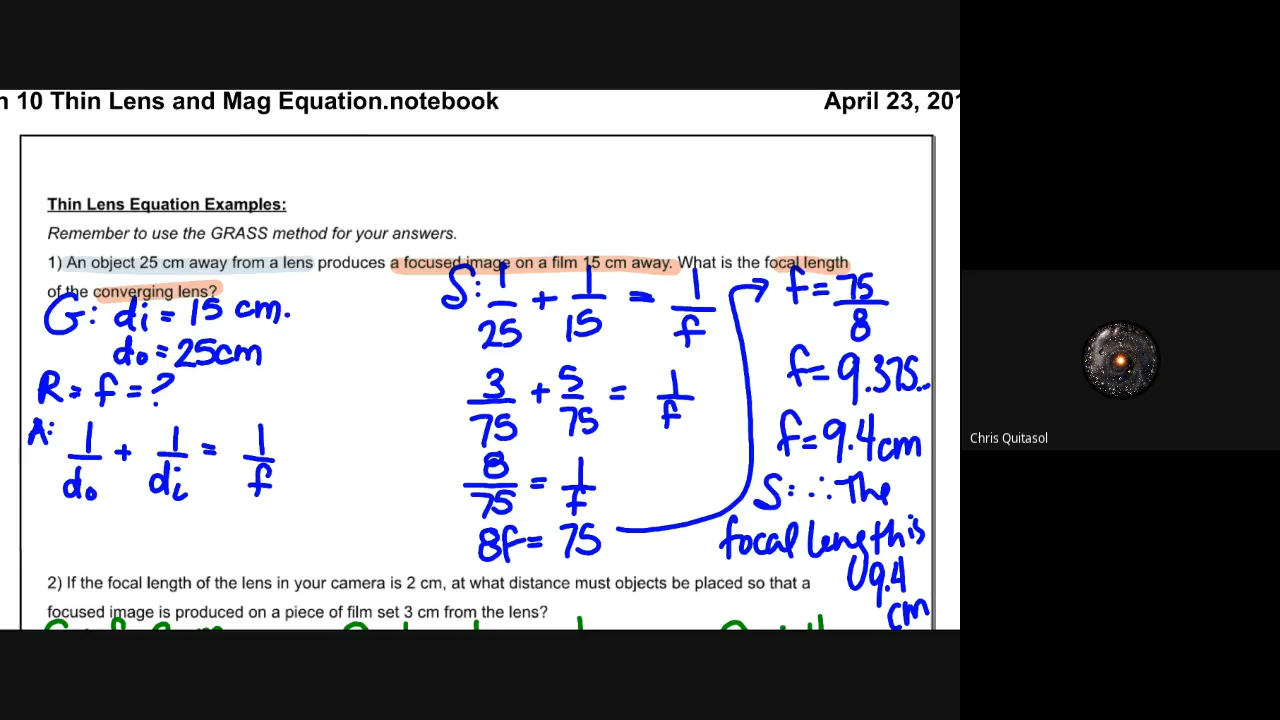 n 10 Thin Lens and Mag Equation.notebook
April 23, 201
Thin Lens Equation Examples:
Remember to use the GRASS method for your answers.
1) An object 25 cm away from a lens produces a focused image on a film 15 cm away. What is the focal length
of the converging lens?
G: di = 15 cm.
do = 25cm
R = f = ?
A: 1/do + 1/di = 1/f
S: 1/25 + 1/15 = 1/f
3/75 + 5/75 = 1/f
8/75 = 1/f
8f = 75
f = 75/8
f = 9.375..
f = 9.4cm
S: ∴ The
focal length is
9.4
cm
2) If the focal length of the lens in your camera is 2 cm, at what distance must objects be placed so that a
focused image is produced on a piece of film set 3 cm from the lens?
Chris Quitasol